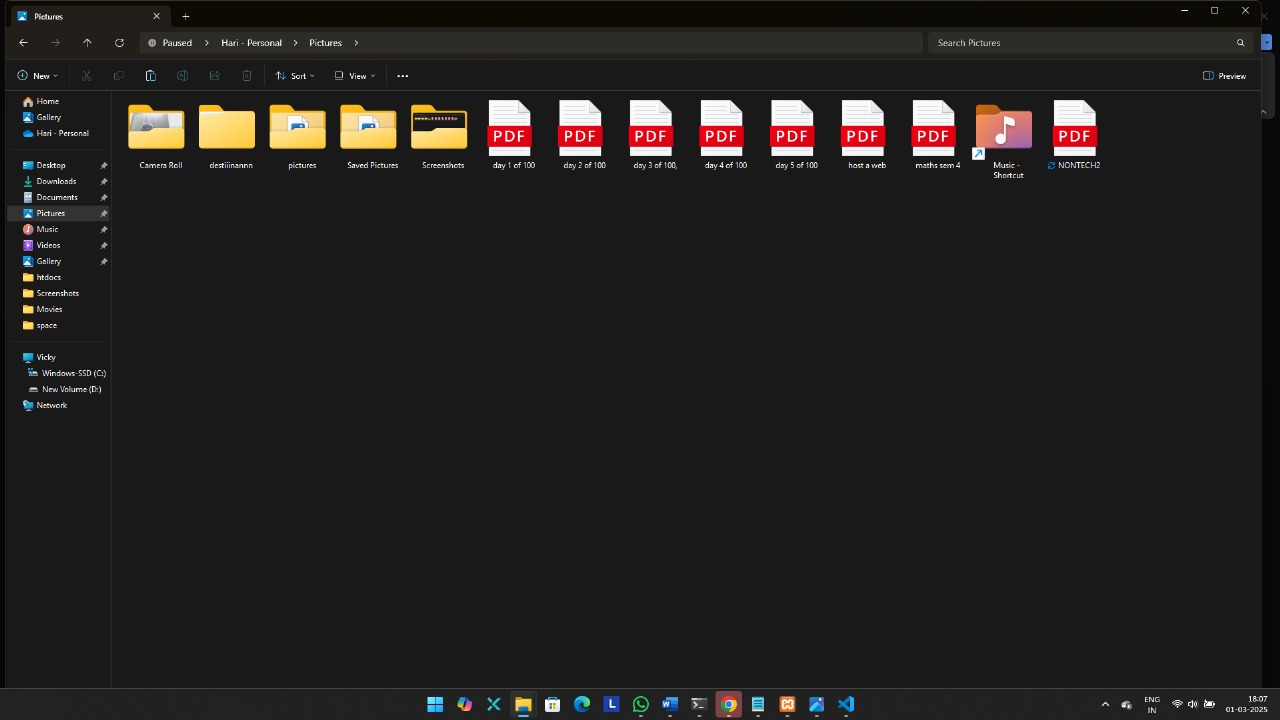 Pictures
Paused > Hari - Personal > Pictures >
Search Pictures
New
Sort
View
Preview
Home
Gallery
Hari - Personal
Desktop
Downloads
Documents
Pictures
Music
Videos
Gallery
htdocs
Screenshots
Movies
space
Vicky
Windows-SSD (C:)
New Volume (D:)
Network
Camera Roll
destiiinannn
pictures
Saved Pictures
Screenshots
PDF
day 1 of 100
PDF
day 2 of 100
PDF
day 3 of 100,
PDF
day 4 of 100
PDF
day 5 of 100
PDF
host a web
PDF
maths sem 4
Music -
Shortcut
PDF
NONTECH2
L
W
ENG
IN
18:07
01-03-2025